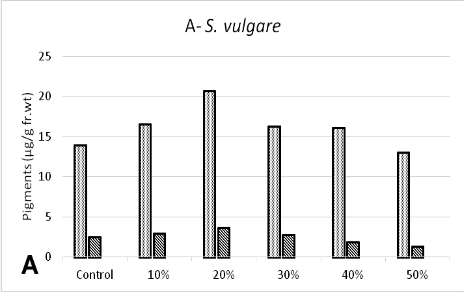 A- S. vulgare
Pigments (µg/g fr.wt)
25
20
15
10
5
0
A
Control 10% 20% 30% 40% 50%